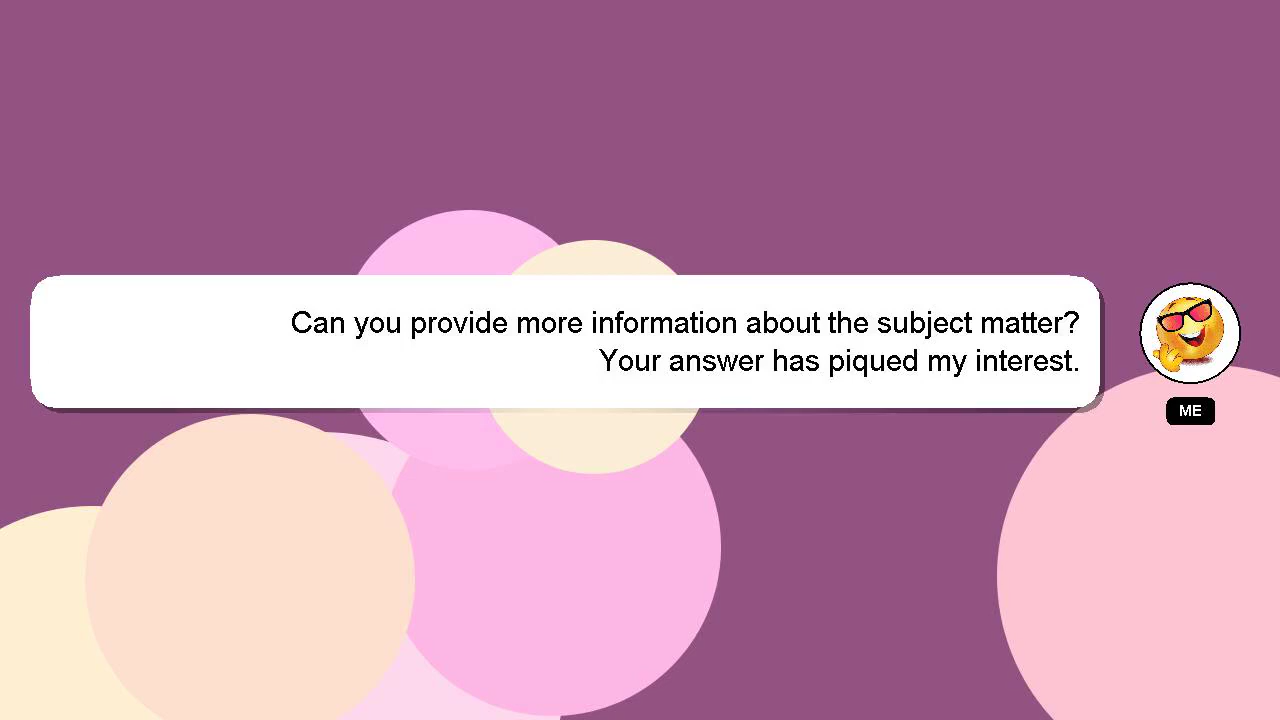 Can you provide more information about the subject matter?
Your answer has piqued my interest.
ME